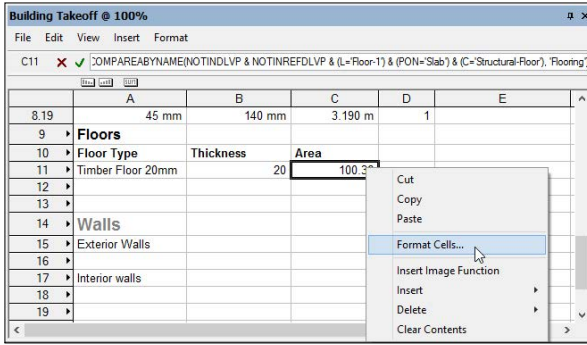 Building Takeoff @ 100%
File Edit View Insert Format
C11 COMPAREABYNAME(NOTINDLVP & NOTINREFDLVP & (L='Floor-1') & (PON='Slab') & (C='Structural-Floor'), 'Flooring'
A B C D E
8.19 45 mm 140 mm 3.190 m 1
9 Floors
10 Floor Type Thickness Area
11 Timber Floor 20mm 20 100.3
12
13
14 Walls
15 Exterior Walls
16
17 Interior walls
18
19
Cut
Copy
Paste
Format Cells...
Insert Image Function
Insert
Delete
Clear Contents